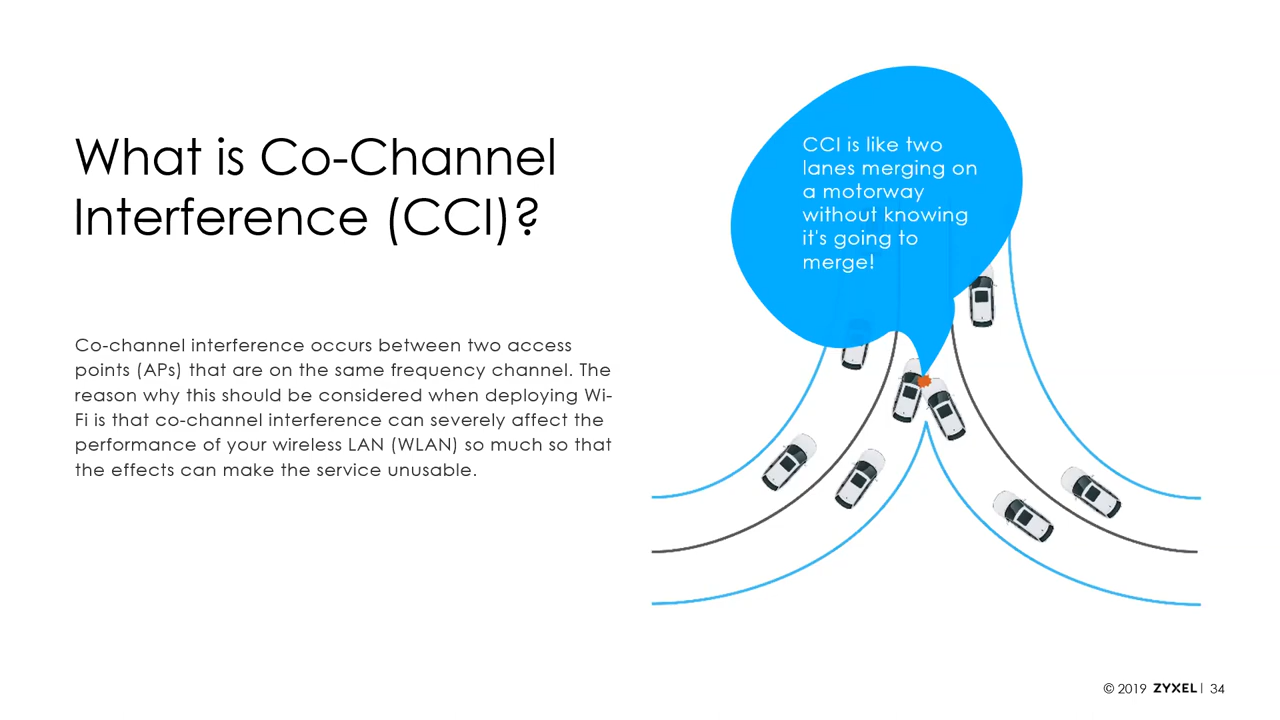 What is Co-Channel
Interference (CCI)?
Co-channel interference occurs between two access
points (APs) that are on the same frequency channel. The
reason why this should be considered when deploying Wi-
Fi is that co-channel interference can severely affect the
performance of your wireless LAN (WLAN) so much so that
the effects can make the service unusable.
CCI is like two
lanes merging on
a motorway
without knowing
it's going to
merge!
© 2019 ZYXEL | 34